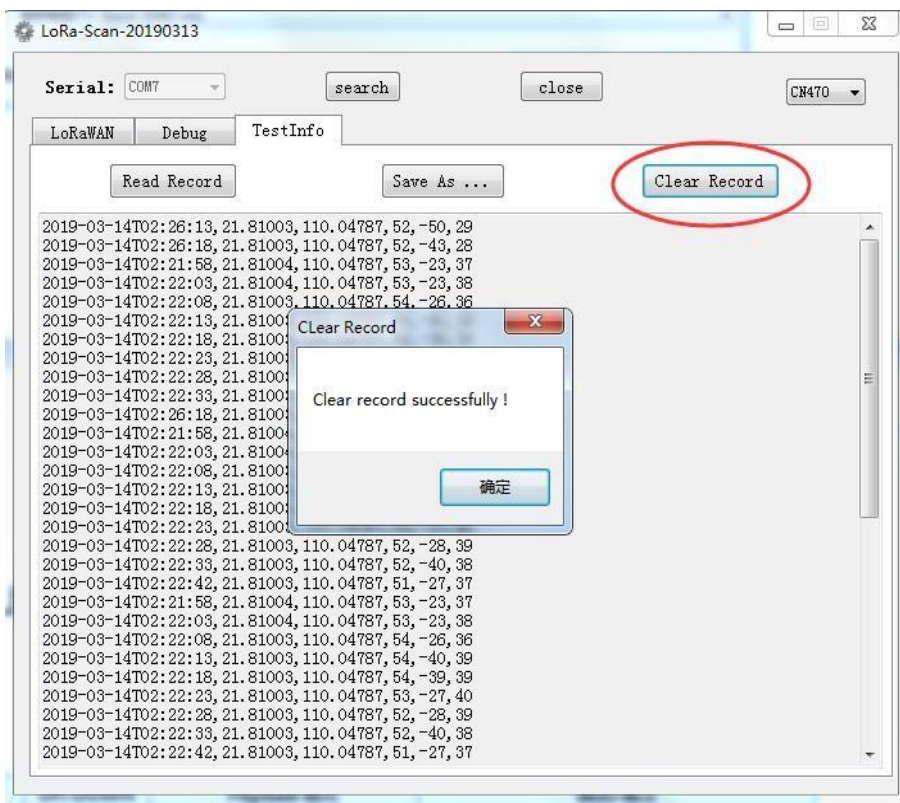 LoRa-Scan-20190313
Serial: COM7 search close CN470
LoRaWAN Debug TestInfo
Read Record Save As ... Clear Record
2019-03-14T02:26:13,21.81003,110.04787,52,-50,29
2019-03-14T02:26:18,21.81003,110.04787,52,-43,28
2019-03-14T02:21:58,21.81004,110.04787,53,-23,37
2019-03-14T02:22:03,21.81004,110.04787,53,-23,38
2019-03-14T02:22:08,21.81003,110.04787,54,-26,36
2019-03-14T02:22:13,21.8100
2019-03-14T02:22:18,21.8100
2019-03-14T02:22:23,21.8100
2019-03-14T02:22:28,21.8100
2019-03-14T02:22:33,21.8100
2019-03-14T02:26:18,21.8100
2019-03-14T02:21:58,21.8100
2019-03-14T02:22:03,21.8100
2019-03-14T02:22:08,21.8100
2019-03-14T02:22:13,21.8100
2019-03-14T02:22:18,21.8100
2019-03-14T02:22:23,21.8100
CLear Record
Clear record successfully !
确定
2019-03-14T02:22:28,21.81003,110.04787,52,-28,39
2019-03-14T02:22:33,21.81003,110.04787,52,-40,38
2019-03-14T02:22:42,21.81003,110.04787,51,-27,37
2019-03-14T02:21:58,21.81004,110.04787,53,-23,37
2019-03-14T02:22:03,21.81004,110.04787,53,-23,38
2019-03-14T02:22:08,21.81003,110.04787,54,-26,36
2019-03-14T02:22:13,21.81003,110.04787,54,-40,39
2019-03-14T02:22:18,21.81003,110.04787,54,-39,39
2019-03-14T02:22:23,21.81003,110.04787,53,-27,40
2019-03-14T02:22:28,21.81003,110.04787,52,-28,39
2019-03-14T02:22:33,21.81003,110.04787,52,-40,38
2019-03-14T02:22:42,21.81003,110.04787,51,-27,37